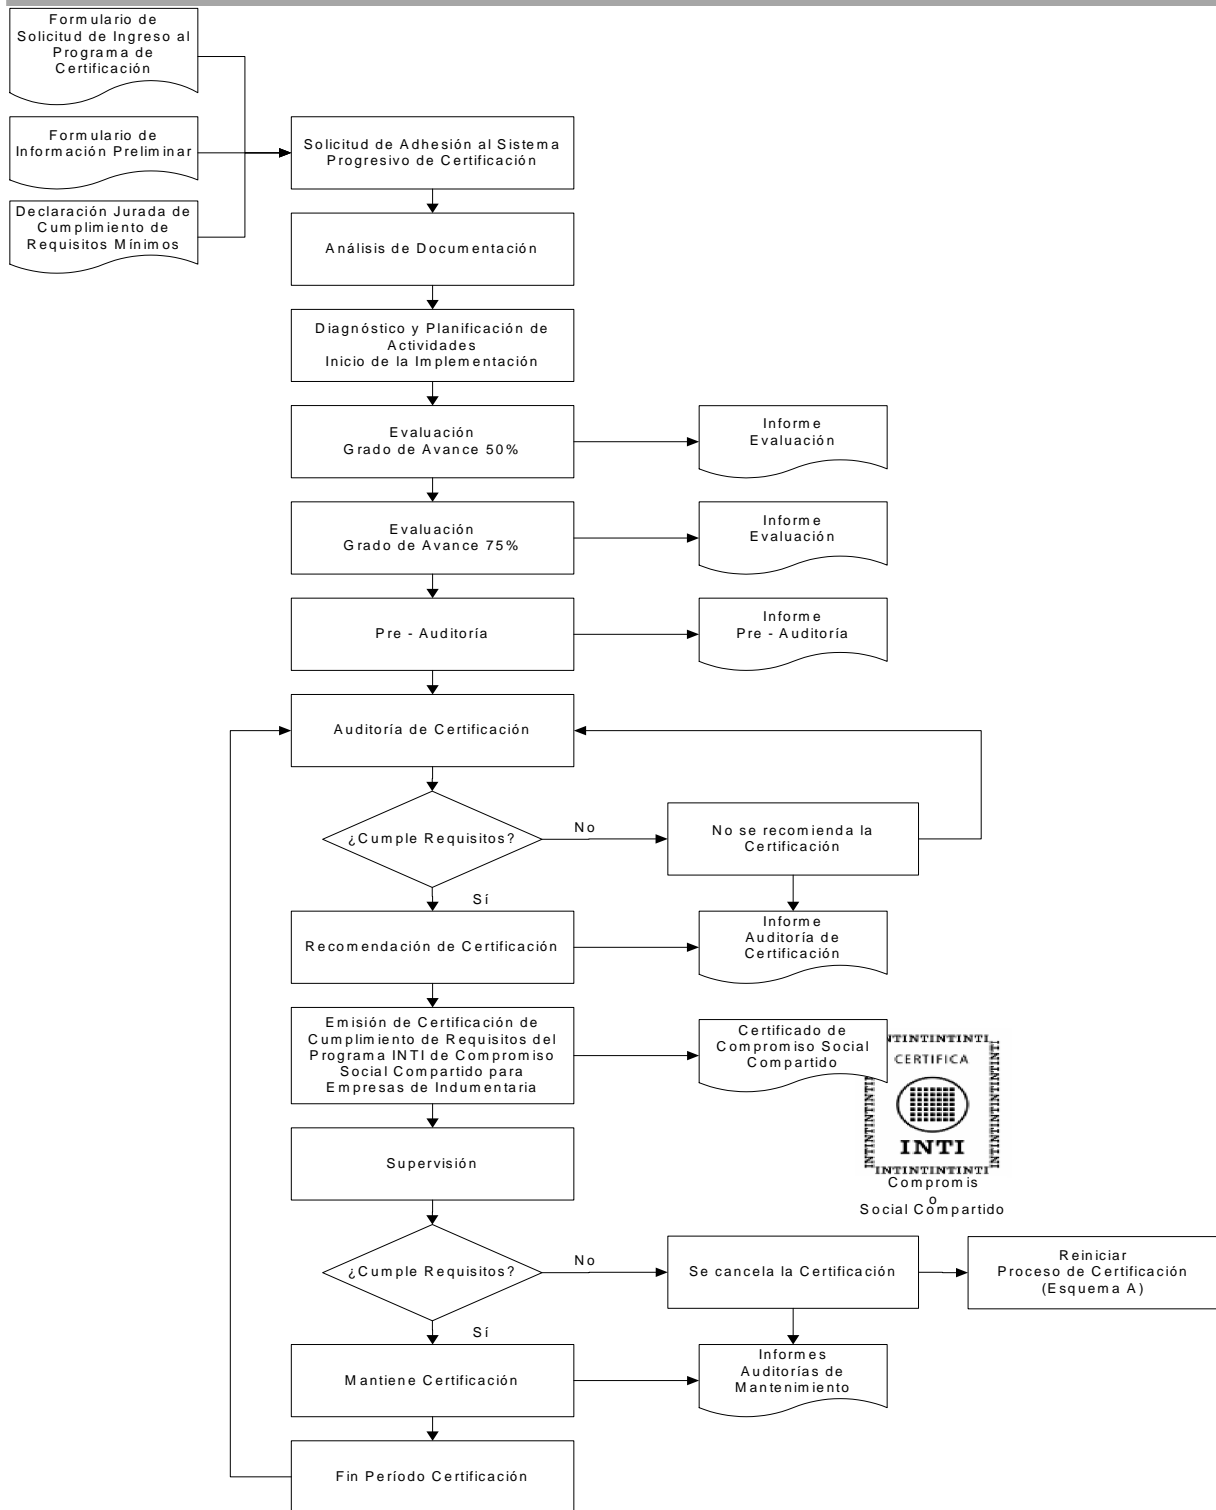 Formulario de
Solicitud de Ingreso al
Programa de
Certificación
Formulario de
Información Preliminar
Declaración Jurada de
Cumplimiento de
Requisitos Mínimos
Solicitud de Adhesión al Sistema
Progresivo de Certificación
Análisis de Documentación
Diagnóstico y Planificación de
Actividades
Inicio de la Implementación
Evaluación
Grado de Avance 50%
Informe
Evaluación
Evaluación
Grado de Avance 75%
Informe
Evaluación
Pre - Auditoría
Informe
Pre - Auditoría
Auditoría de Certificación
¿Cumple Requisitos?
No
No se recomienda la
Certificación
Sí
Recomendación de Certificación
Informe
Auditoría de
Certificación
Emisión de Certificación de
Cumplimiento de Requisitos del
Programa INTI de Compromiso
Social Compartido para
Empresas de Indumentaria
Certificado de
Compromiso Social
Compartido
TINTINTINTI
CERTIFICA
INTINTINTINTINTI
INTINTINTINTI
INTI
INTINTINTINTI
Compromis
o
Social Compartido
Supervisión
¿Cumple Requisitos?
No
Se cancela la Certificación
Reiniciar
Proceso de Certificación
(Esquema A)
Sí
Mantiene Certificación
Informes
Auditorías de
Mantenimiento
Fin Período Certificación